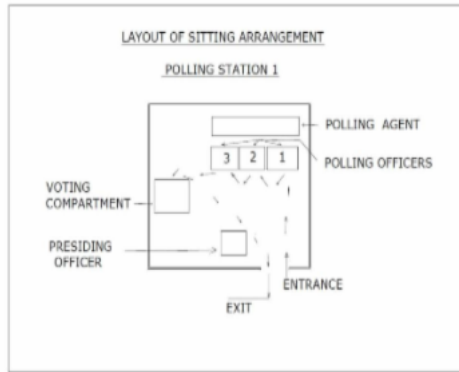 LAYOUT OF SITTING ARRANGEMENT
POLLING STATION 1
POLLING AGENT
3 2 1
POLLING OFFICERS
VOTING
COMPARTMENT
PRESIDING
OFFICER
ENTRANCE
EXIT